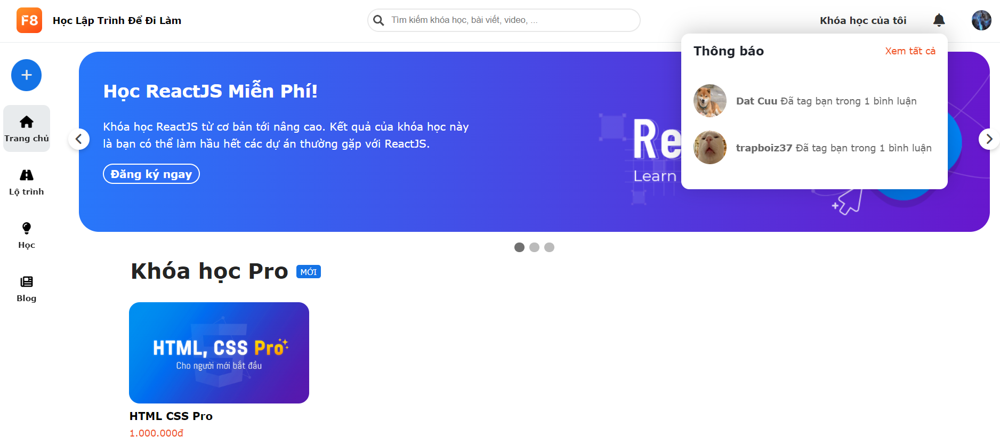 F8
Học Lập Trình Để Đi Làm
Tìm kiếm khóa học, bài viết, video, ...
Khóa học của tôi
Thông báo
Xem tất cả
Dat Cuu Đã tag bạn trong 1 bình luận
trapboiz37 Đã tag bạn trong 1 bình luận
Trang chủ
Lộ trình
Học
Blog
Học ReactJS Miễn Phí!
Khóa học ReactJS từ cơ bản tới nâng cao. Kết quả của khóa học này
là bạn có thể làm hầu hết các dự án thường gặp với ReactJS.
Đăng ký ngay
Re
Learn
Khóa học Pro MỚI
HTML, CSS Pro
Cho người mới bắt đầu
HTML CSS Pro
1.000.000đ